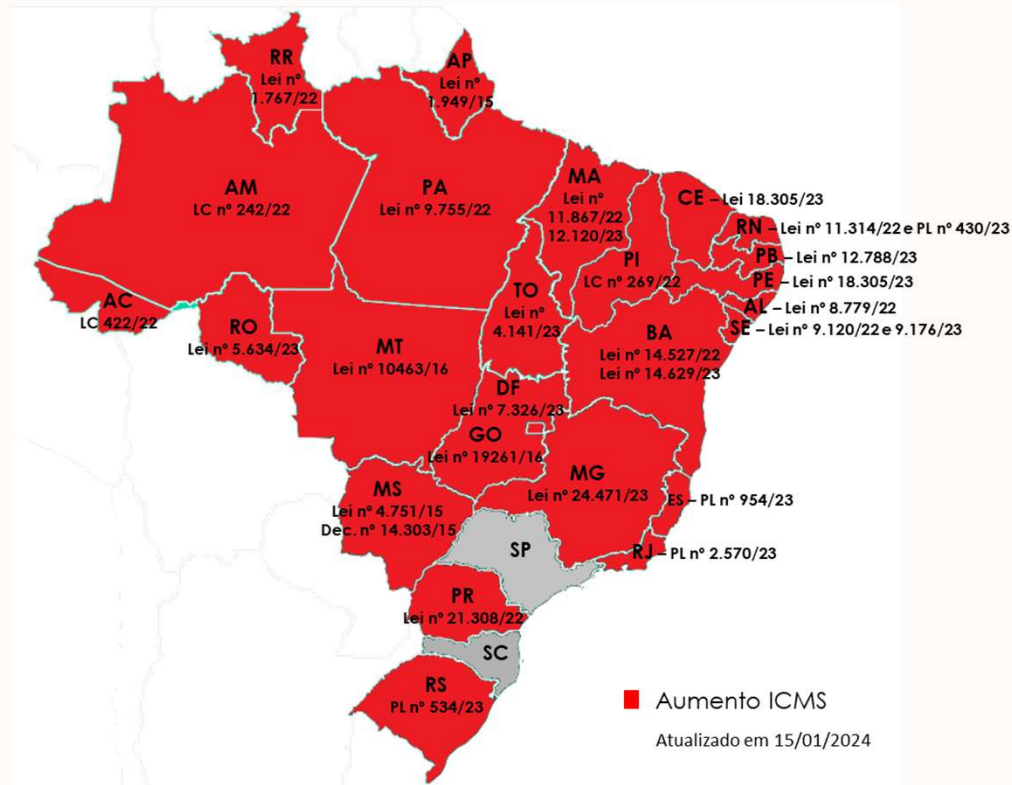 RR
Lei nº
1.767/22
AP
Lei nº
1.949/15
AM
LC nº 242/22
PA
Lei nº 9.755/22
MA
Lei nº
11.867/22
12.120/23
CE – Lei 18.305/23
RN – Lei nº 11.314/22 e PL nº 430/23
PB – Lei nº 12.788/23
PE – Lei nº 18.305/23
AL – Lei nº 8.779/22
SE – Lei nº 9.120/22 e 9.176/23
PI
LC nº 269/22
AC
LC 422/22
RO
Lei nº 5.634/23
TO
Lei nº
4.141/23
MT
Lei nº 10463/16
BA
Lei nº 14.527/22
Lei nº 14.629/23
DF
Lei nº 7.326/23
GO
Lei nº 19261/16
MG
Lei nº 24.471/23
ES – PL nº 954/23
MS
Lei nº 4.751/15
Dec. nº 14.303/15
SP
RJ – PL nº 2.570/23
PR
Lei nº 21.308/22
SC
RS
PL nº 534/23
Aumento ICMS
Atualizado em 15/01/2024